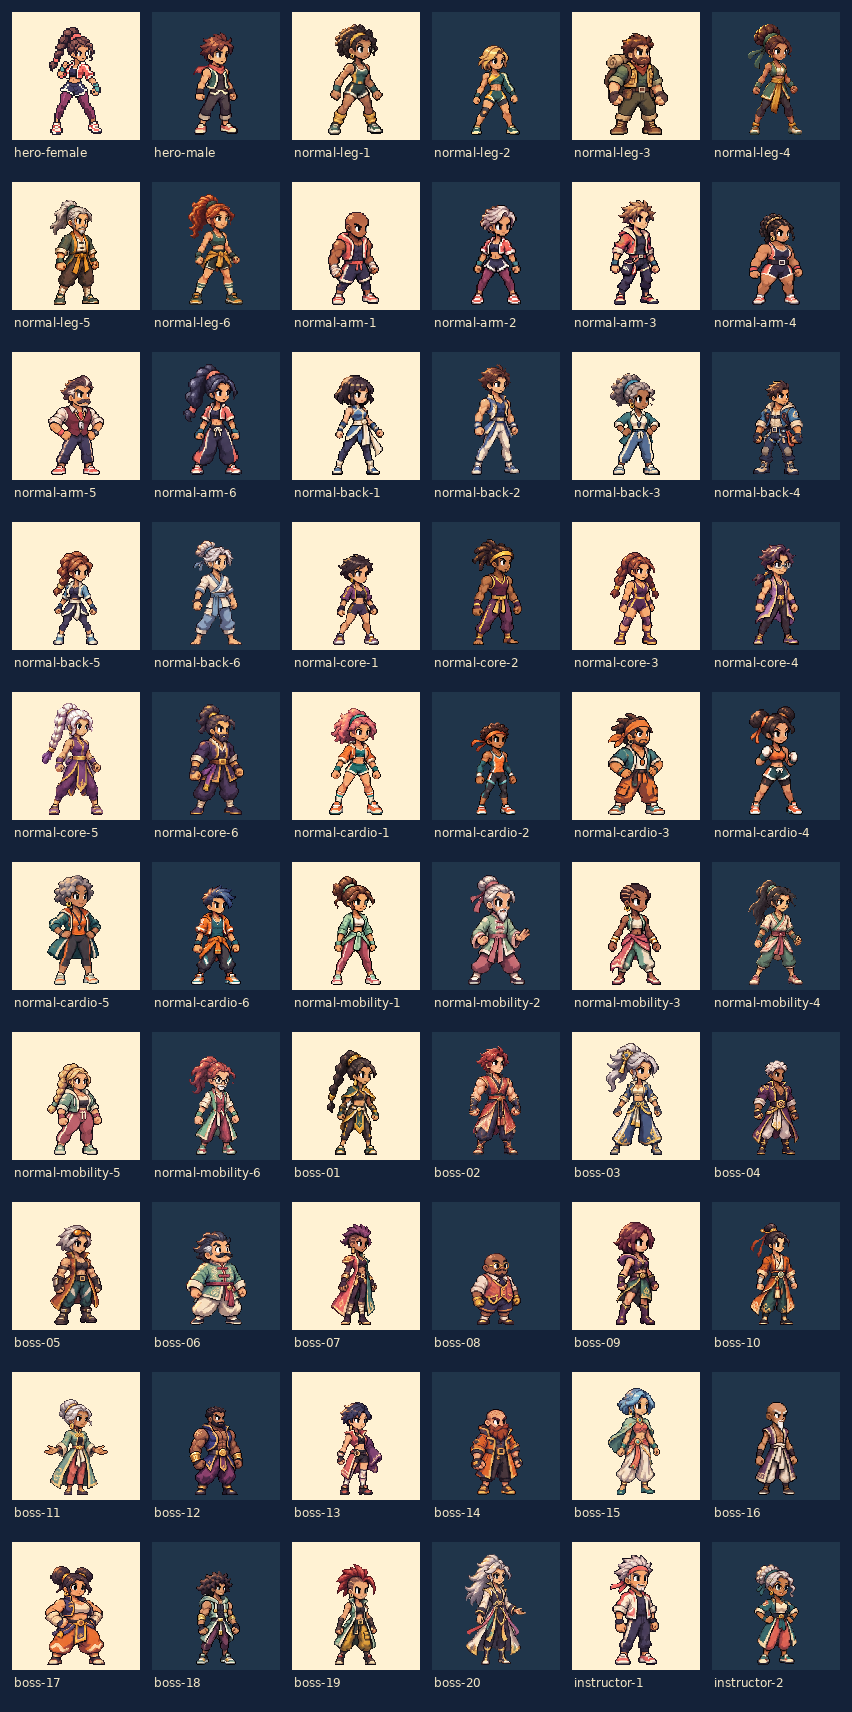 hero-female
hero-male
normal-leg-1
normal-leg-2
normal-leg-3
normal-leg-4
normal-leg-5
normal-leg-6
normal-arm-1
normal-arm-2
normal-arm-3
normal-arm-4
normal-arm-5
normal-arm-6
normal-back-1
normal-back-2
normal-back-3
normal-back-4
normal-back-5
normal-back-6
normal-core-1
normal-core-2
normal-core-3
normal-core-4
normal-core-5
normal-core-6
normal-cardio-1
normal-cardio-2
normal-cardio-3
normal-cardio-4
normal-cardio-5
normal-cardio-6
normal-mobility-1
normal-mobility-2
normal-mobility-3
normal-mobility-4
normal-mobility-5
normal-mobility-6
boss-01
boss-02
boss-03
boss-04
boss-05
boss-06
boss-07
boss-08
boss-09
boss-10
boss-11
boss-12
boss-13
boss-14
boss-15
boss-16
boss-17
boss-18
boss-19
boss-20
instructor-1
instructor-2